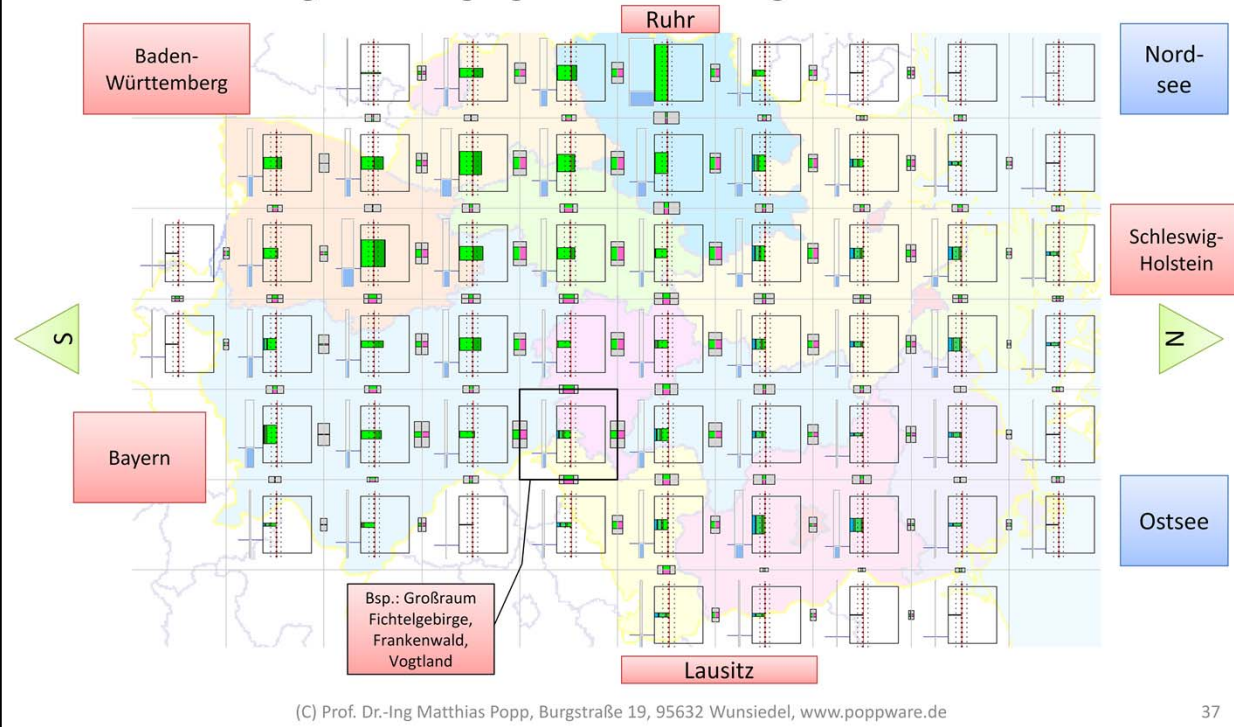 Ruhr
Baden-
Württemberg
Nord-
see
Schleswig-
Holstein
S
N
Bayern
Ostsee
Bsp.: Großraum
Fichtelgebirge,
Frankenwald,
Vogtland
Lausitz
(C) Prof. Dr.-Ing Matthias Popp, Burgstraße 19, 95632 Wunsiedel, www.poppware.de
37